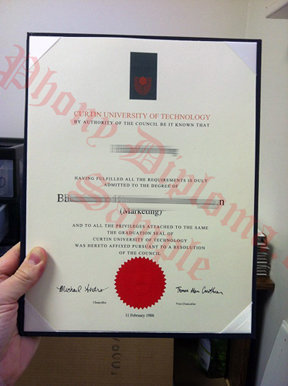 Phony Diploma
Sample
CURTIN UNIVERSITY OF TECHNOLOGY
BY AUTHORITY OF THE COUNCIL BE IT KNOWN THAT
HAVING FULFILLED ALL THE REQUIREMENTS IS DULY
ADMITTED TO THE DEGREE OF
(Marketing)
AND TO ALL THE PRIVILEGES ATTACHED TO THE SAME
THE GRADUATION SEAL OF
CURTIN UNIVERSITY OF TECHNOLOGY
WAS HERETO AFFIXED PURSUANT TO A RESOLUTION
OF THE COUNCIL.
Chancellor
Vice-Chancellor
11 February 1998